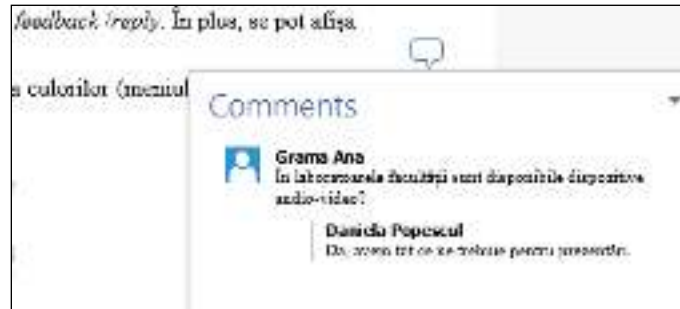 feedback /reply. În plus, se pot afișa
a culorilor (meniul
Comments
Grama Ana
În laboratoarele facultății sunt disponibile dispozitive
audio-video?
Daniela Popescul
Da, avem tot ce ne trebuie pentru prezentări.